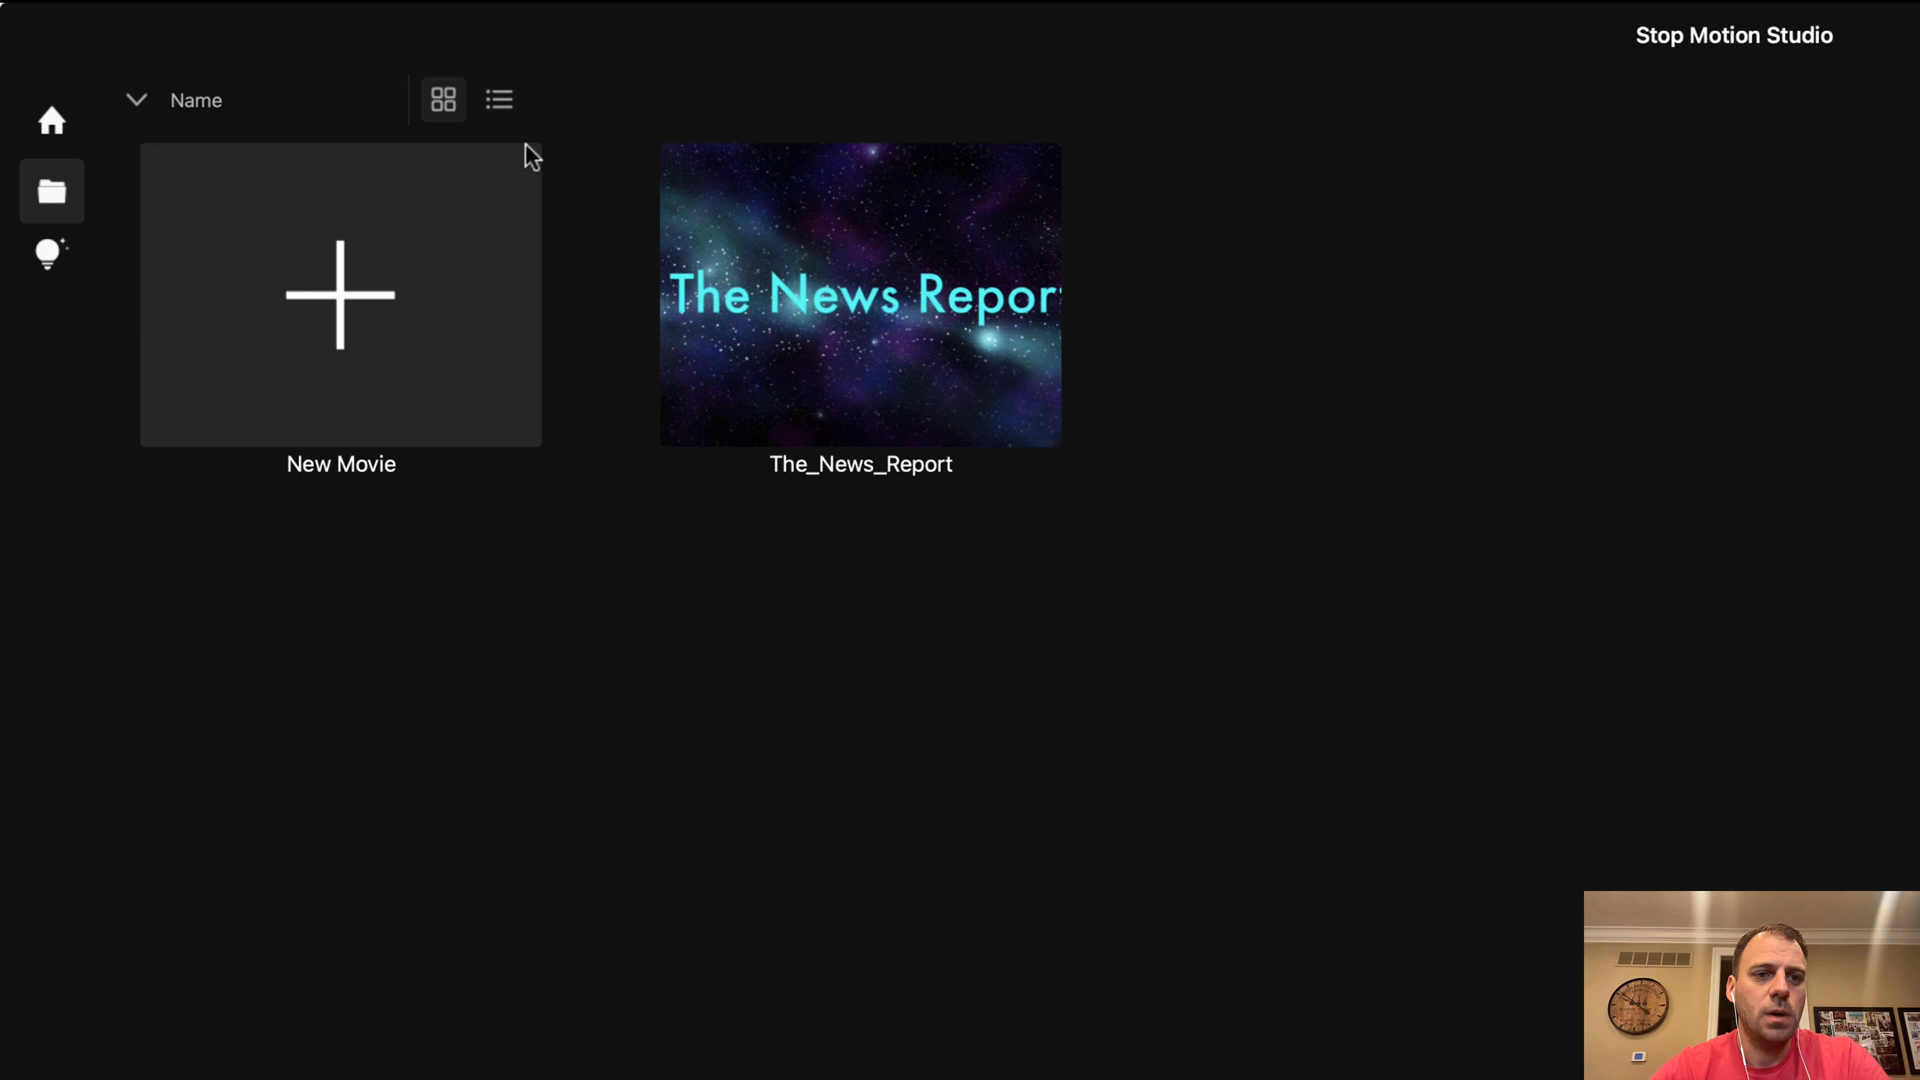 Stop Motion Studio
Name
The News Repor
New Movie
The_News_Report